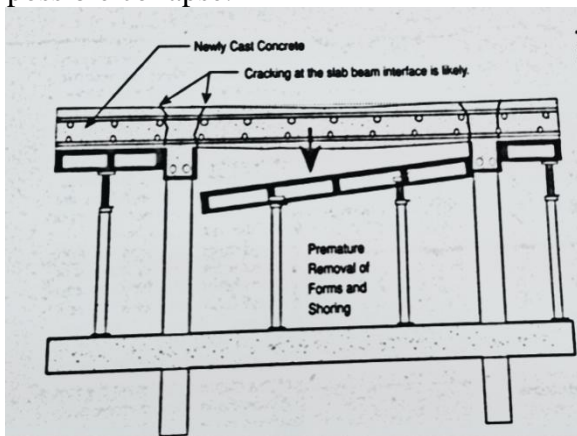 Newly Cast Concrete
Cracking at the slab beam interface is likely.
Premature
Removal of
Forms and
Shoring